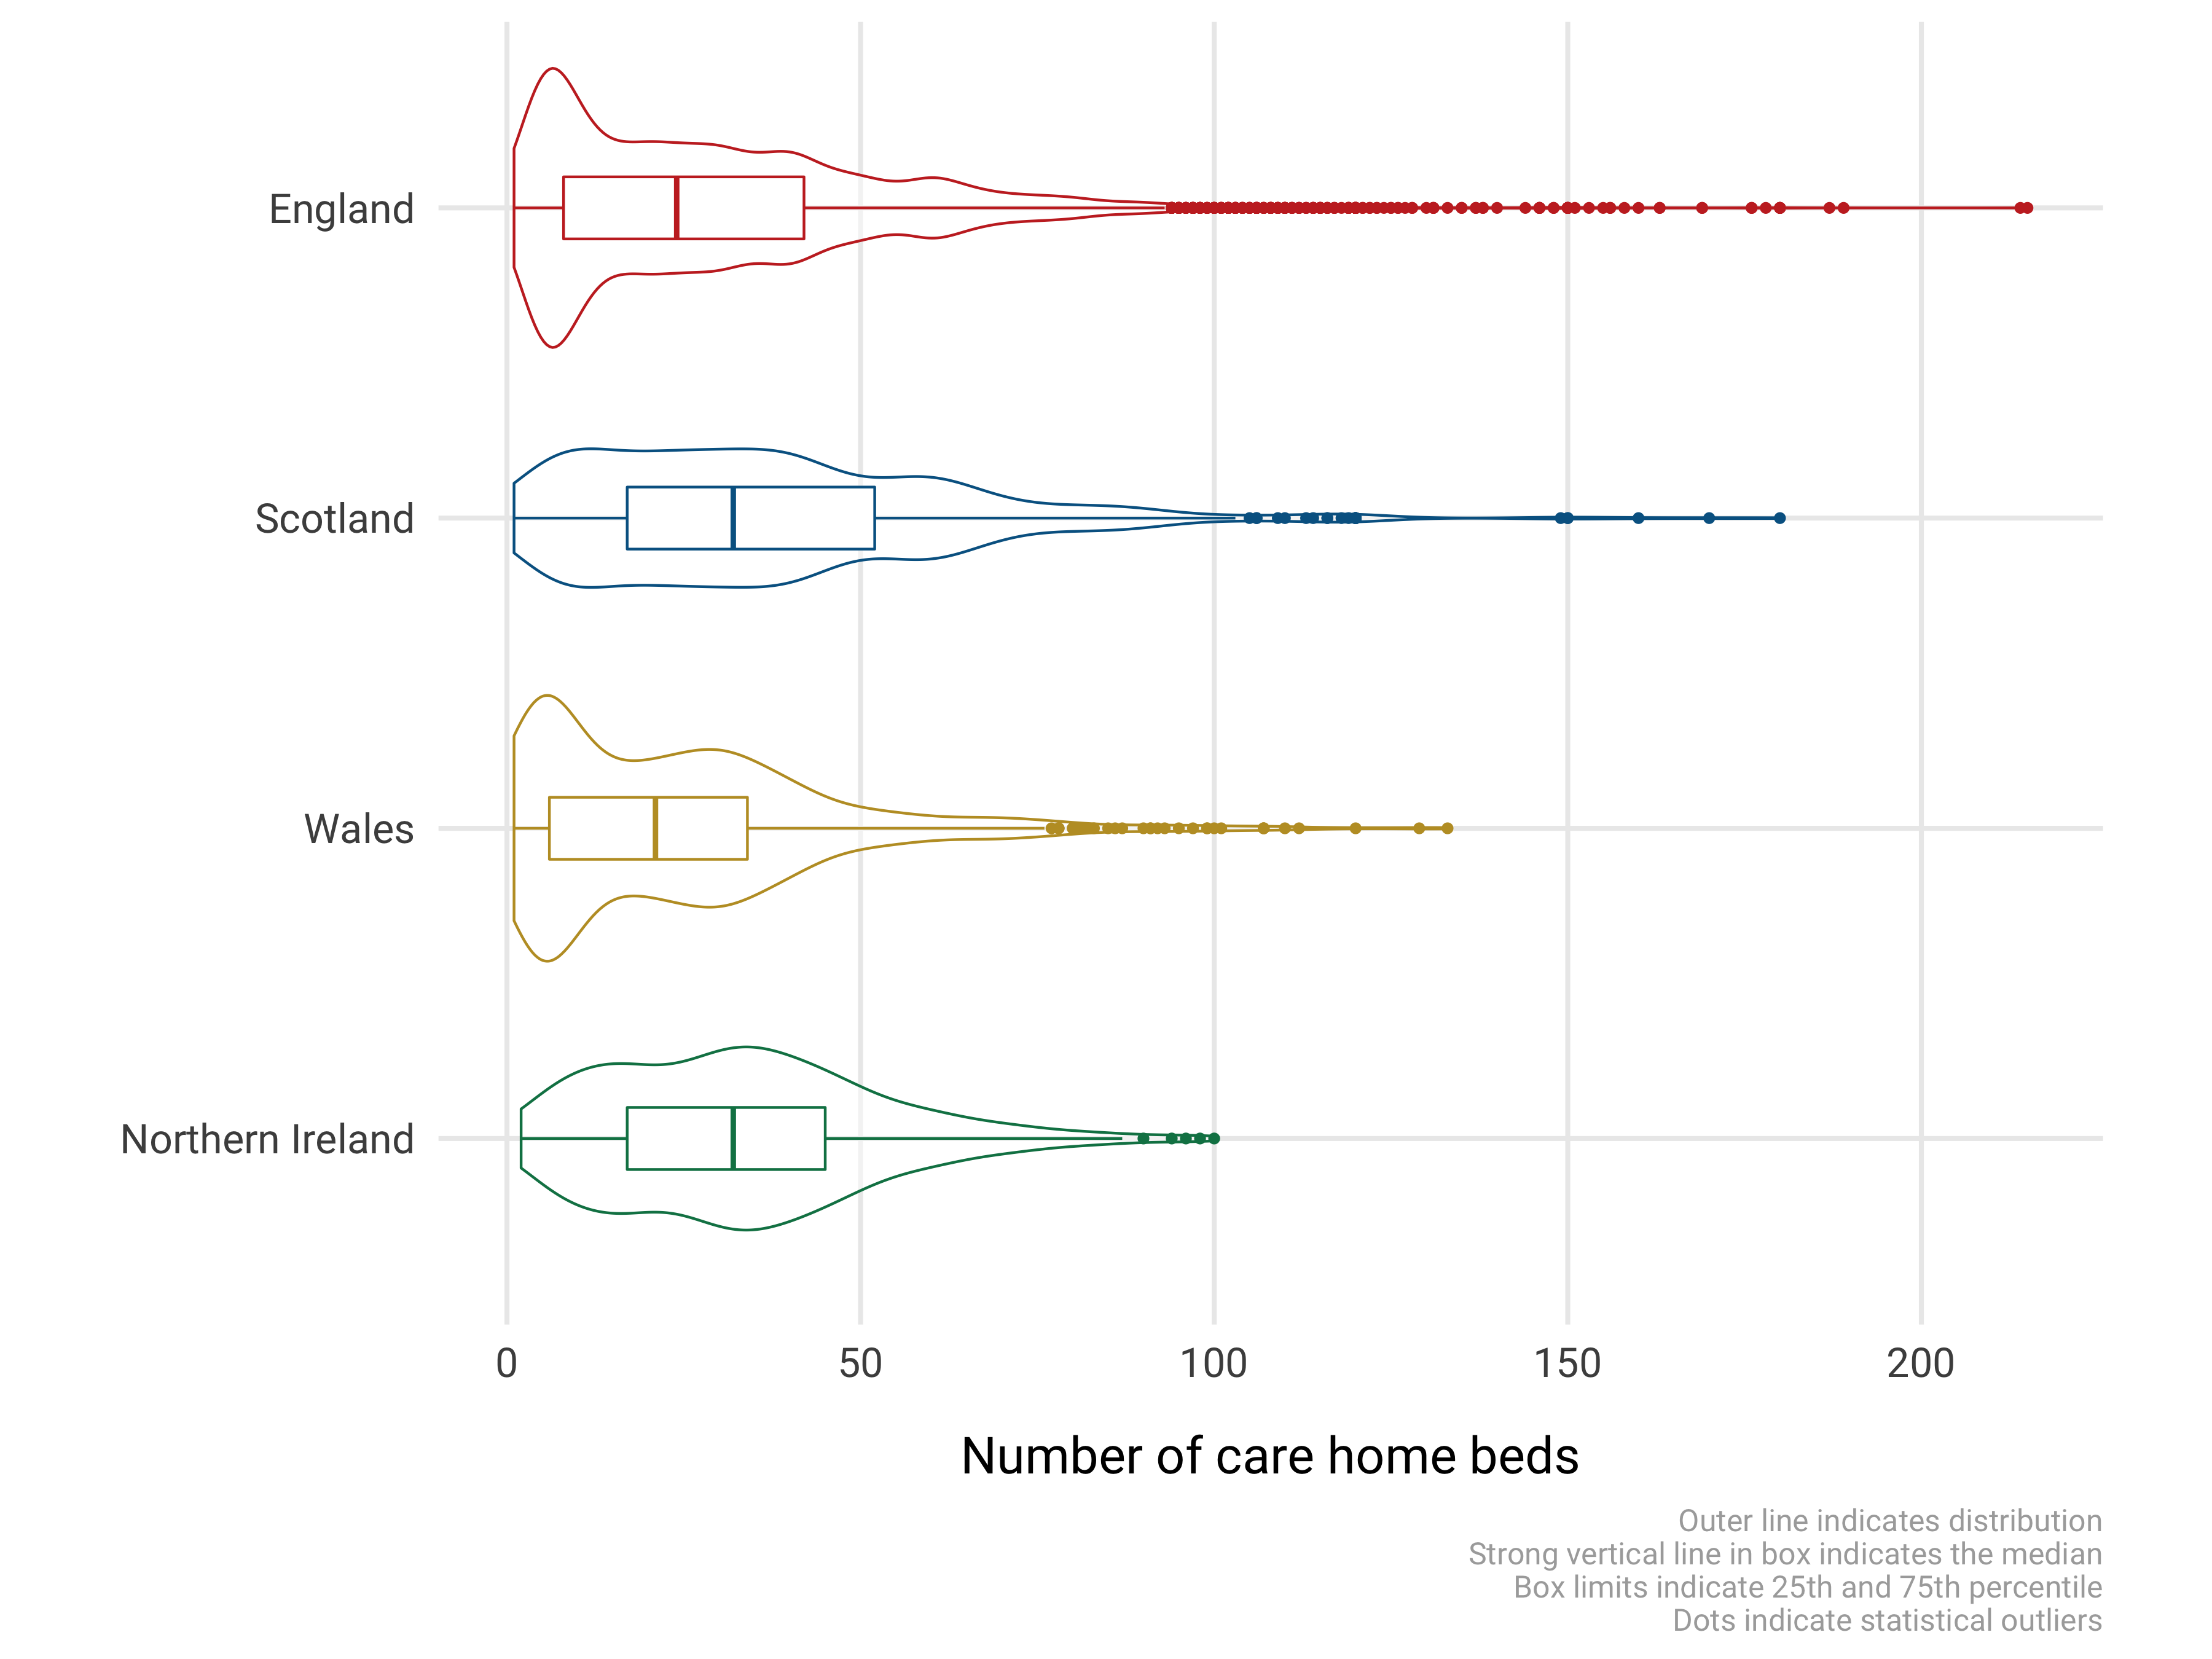 England
Scotland
Wales
Northern Ireland
0 50 100 150 200
Number of care home beds
Outer line indicates distribution
Strong vertical line in box indicates the median
Box limits indicate 25th and 75th percentile
Dots indicate statistical outliers